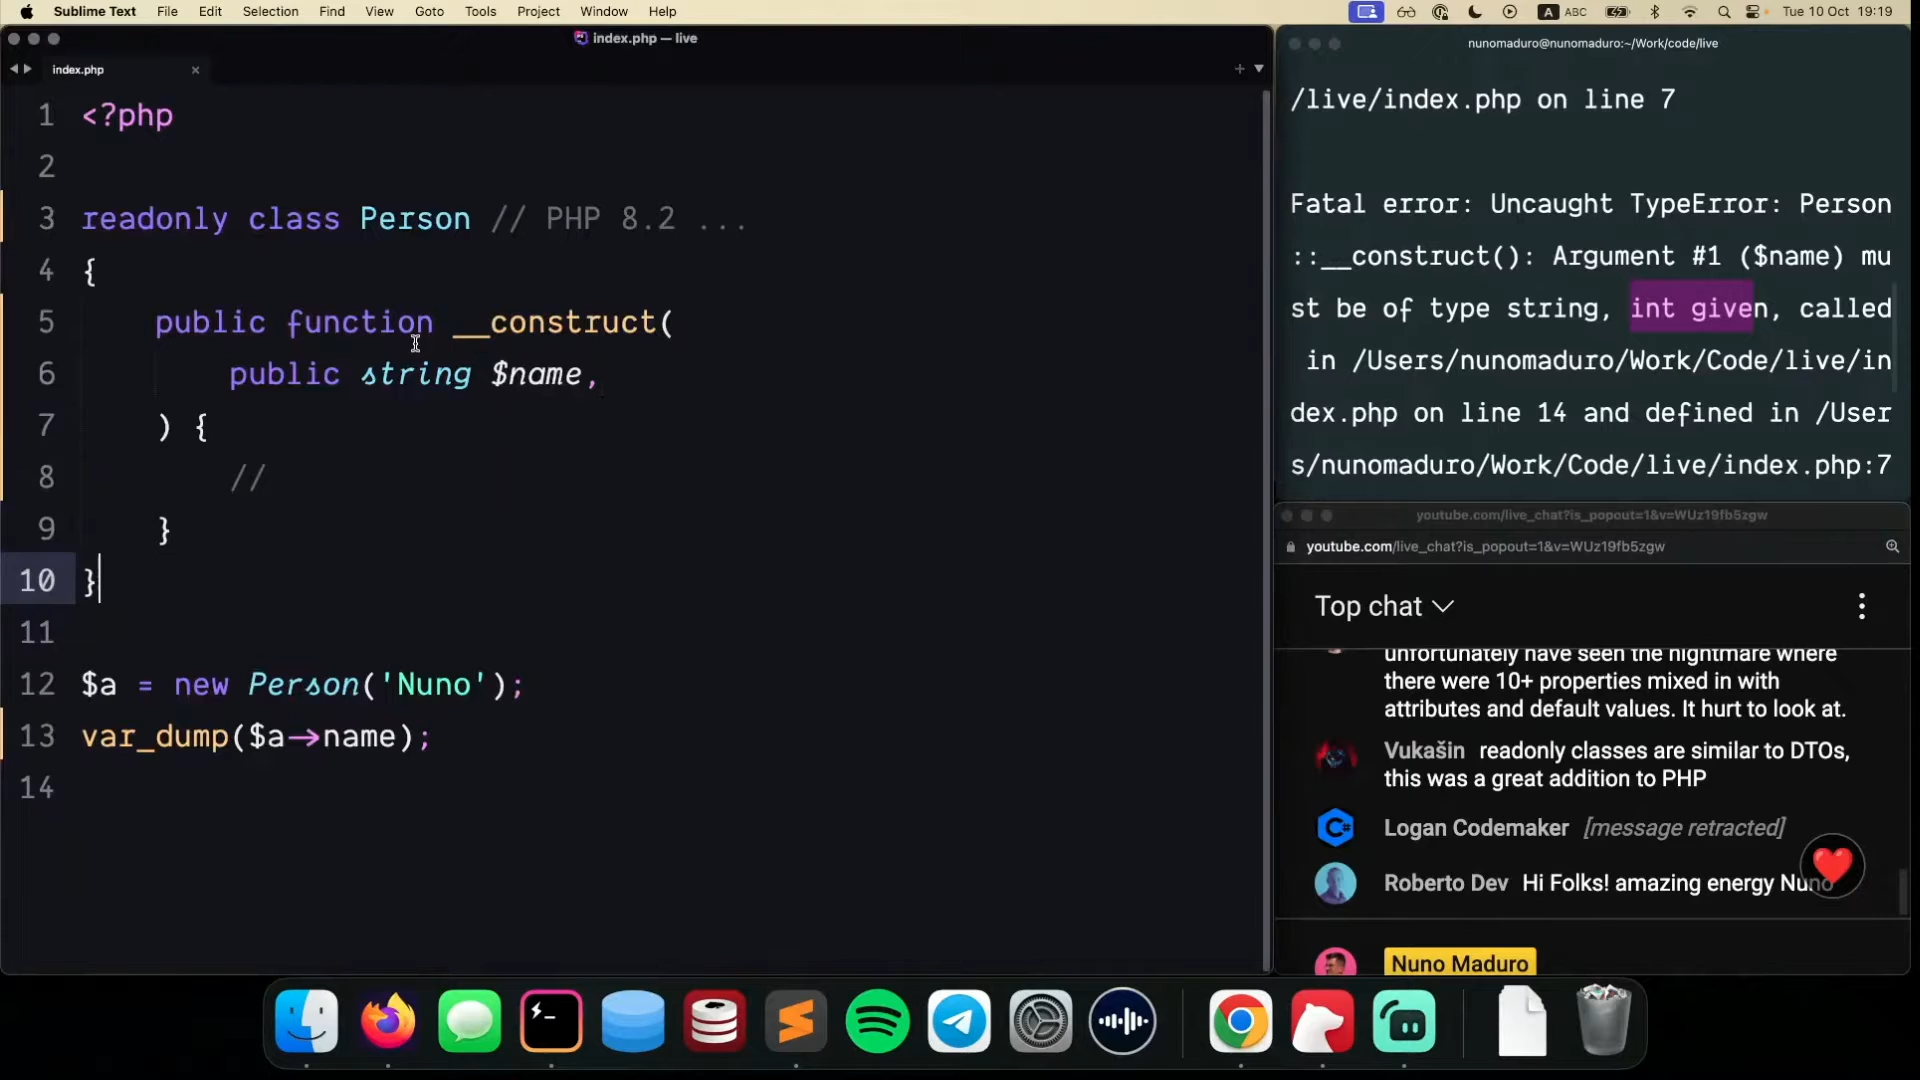 Sublime Text File Edit Selection Find View Goto Tools Project Window Help A ABC Tue 10 Oct 19:19
index.php — live
index.php
1 <?php
2
3 readonly class Person // PHP 8.2 ...
4 {
5 public function __construct(
6 public string $name,
7 ) {
8 //
9 }
10 }
11
12 $a = new Person('Nuno');
13 var_dump($a->name);
14
nunomaduro@nunomaduro:~/Work/code/live
/live/index.php on line 7
Fatal error: Uncaught TypeError: Person
::__construct(): Argument #1 ($name) mu
st be of type string, int given, called
in /Users/nunomaduro/Work/Code/live/in
dex.php on line 14 and defined in /User
s/nunomaduro/Work/Code/live/index.php:7
youtube.com/live_chat?is_popout=1&v=WUz19fb5zgw
youtube.com/live_chat?is_popout=1&v=WUz19fb5zgw
Top chat
unfortunately have seen the nightmare where
there were 10+ properties mixed in with
attributes and default values. It hurt to look at.
Vukašin readonly classes are similar to DTOs,
this was a great addition to PHP
Logan Codemaker [message retracted]
Roberto Dev Hi Folks! amazing energy Nuno
Nuno Maduro